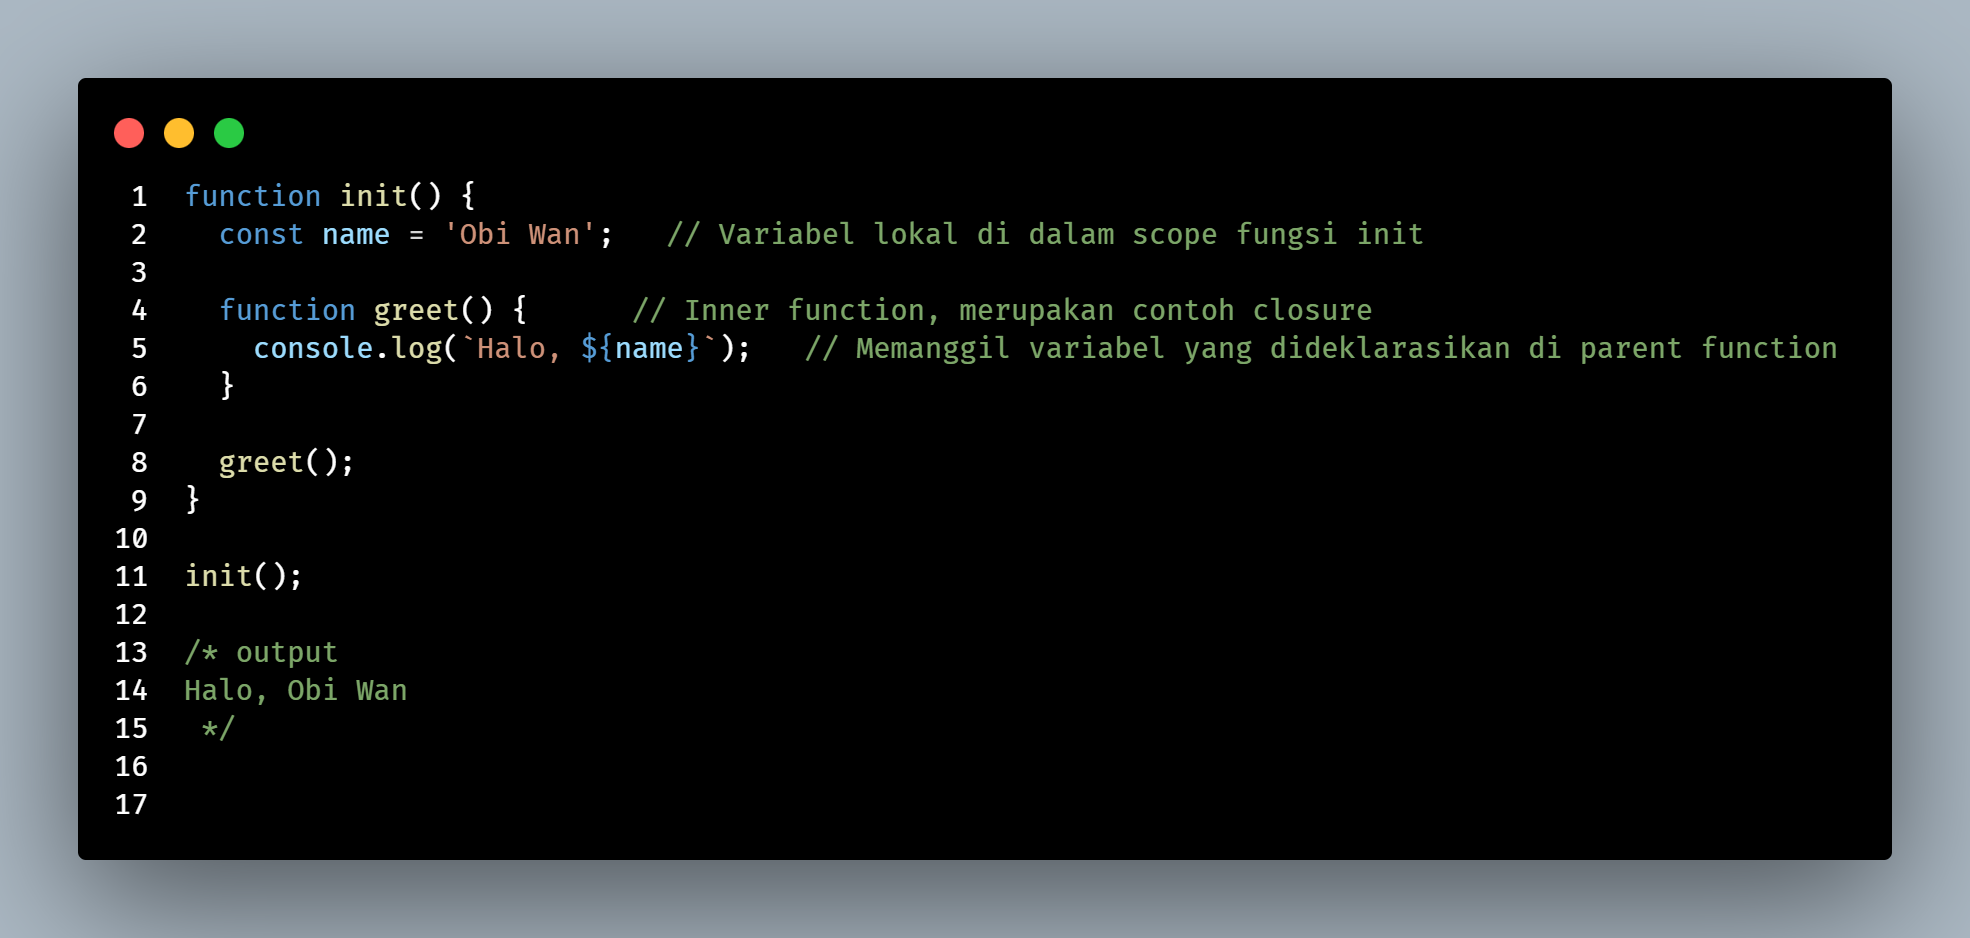 1 function init() {
2   const name = 'Obi Wan';   // Variabel lokal di dalam scope fungsi init
3
4   function greet() {      // Inner function, merupakan contoh closure
5     console.log(`Halo, ${name}`);   // Memanggil variabel yang dideklarasikan di parent function
6   }
7
8   greet();
9 }
10
11 init();
12
13 /* output
14 Halo, Obi Wan
15  */
16
17